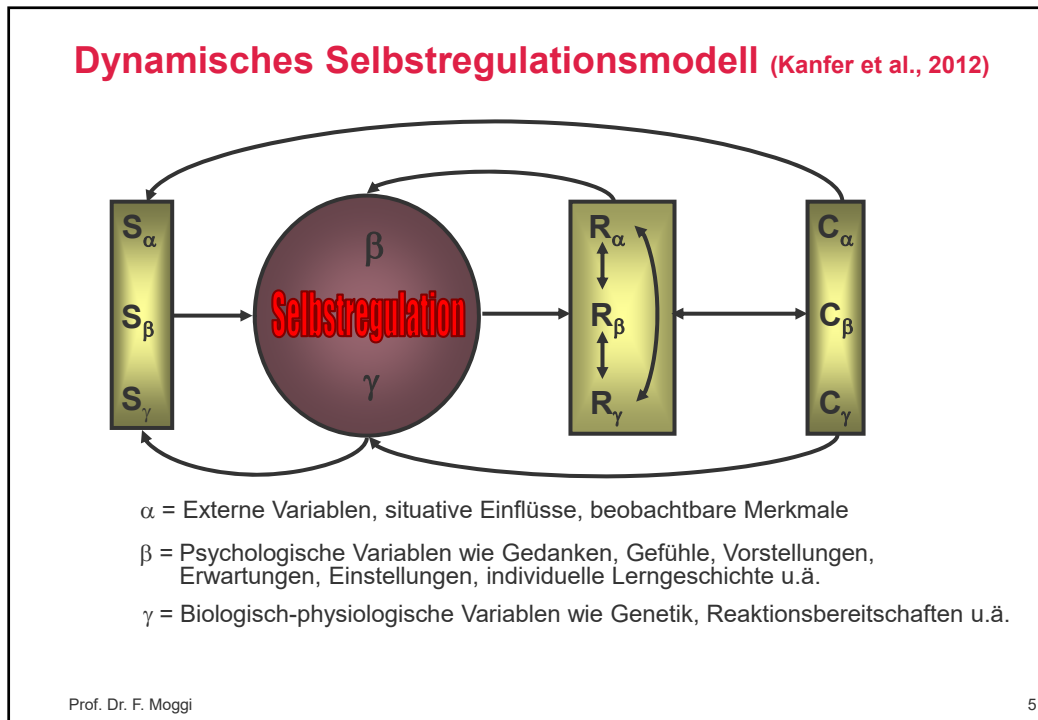 Dynamisches Selbstregulationsmodell (Kanfer et al., 2012)
Sα
Sβ
Sγ
β
Selbstregulation
γ
Rα
Rβ
Rγ
Cα
Cβ
Cγ
α = Externe Variablen, situative Einflüsse, beobachtbare Merkmale
β = Psychologische Variablen wie Gedanken, Gefühle, Vorstellungen,
Erwartungen, Einstellungen, individuelle Lerngeschichte u.ä.
γ = Biologisch-physiologische Variablen wie Genetik, Reaktionsbereitschaften u.ä.
Prof. Dr. F. Moggi
5